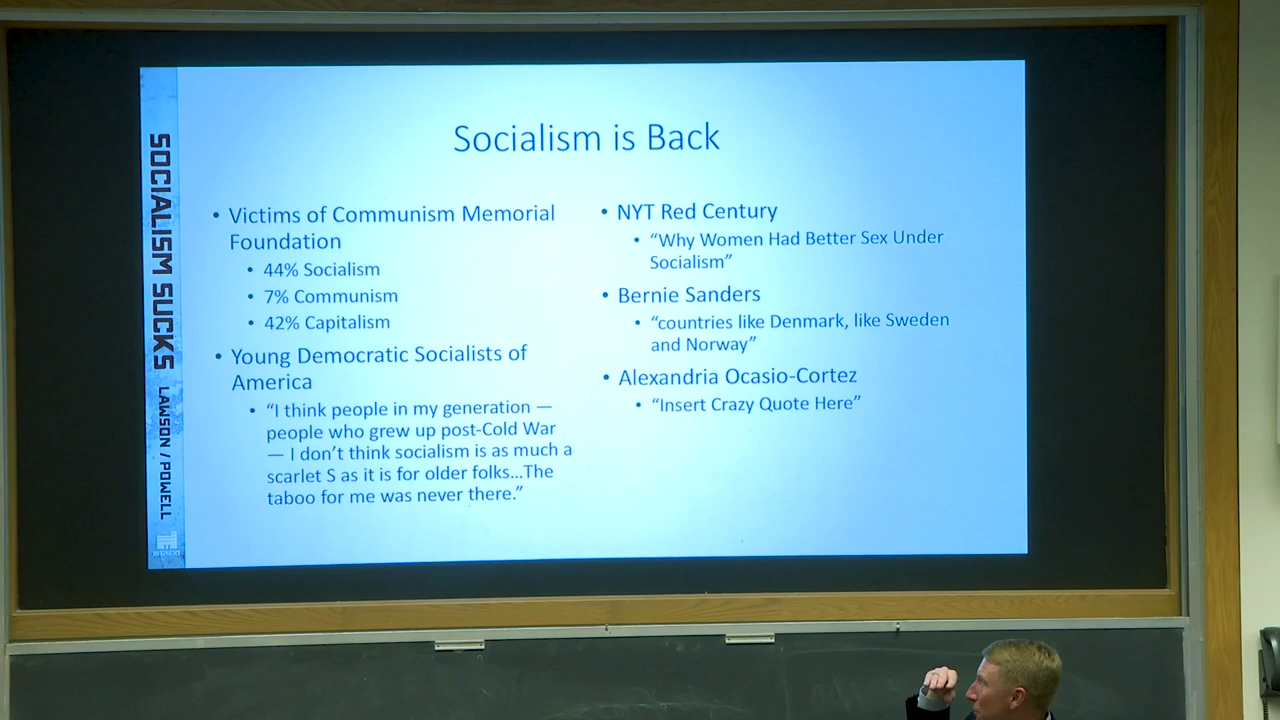 Socialism is Back
• Victims of Communism Memorial
Foundation
• 44% Socialism
• 7% Communism
• 42% Capitalism
• Young Democratic Socialists of
America
• “I think people in my generation —
people who grew up post-Cold War
— I don’t think socialism is as much a
scarlet S as it is for older folks...The
taboo for me was never there.”
• NYT Red Century
• “Why Women Had Better Sex Under
Socialism”
• Bernie Sanders
• “countries like Denmark, like Sweden
and Norway”
• Alexandria Ocasio-Cortez
• “Insert Crazy Quote Here”
SOCIALISM SUCKS LAWSON / POWELL